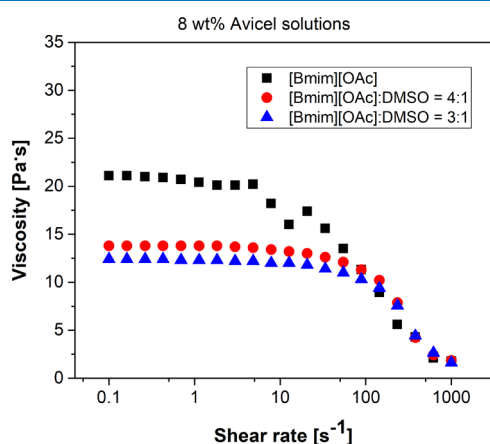 8 wt% Avicel solutions
[Bmim][OAc]
[Bmim][OAc]:DMSO = 4:1
[Bmim][OAc]:DMSO = 3:1
Viscosity [Pa·s]
35
30
25
20
15
10
5
0
0.1 1 10 100 1000
Shear rate [s⁻¹]